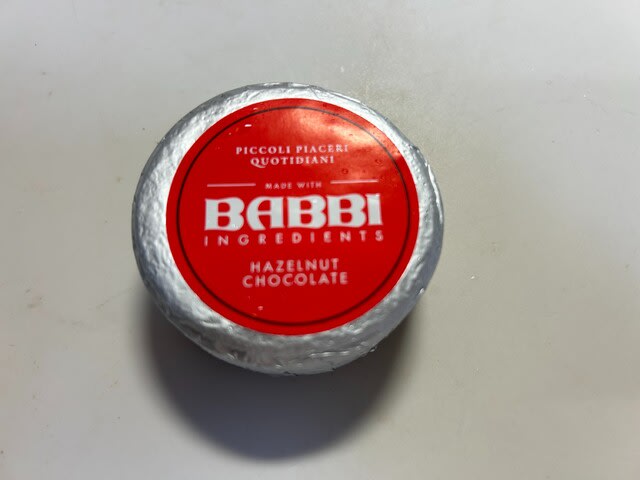 PICCOLI PIACERI
QUOTIDIANI
MADE WITH
BABBI
INGREDIENTS
HAZELNUT
CHOCOLATE